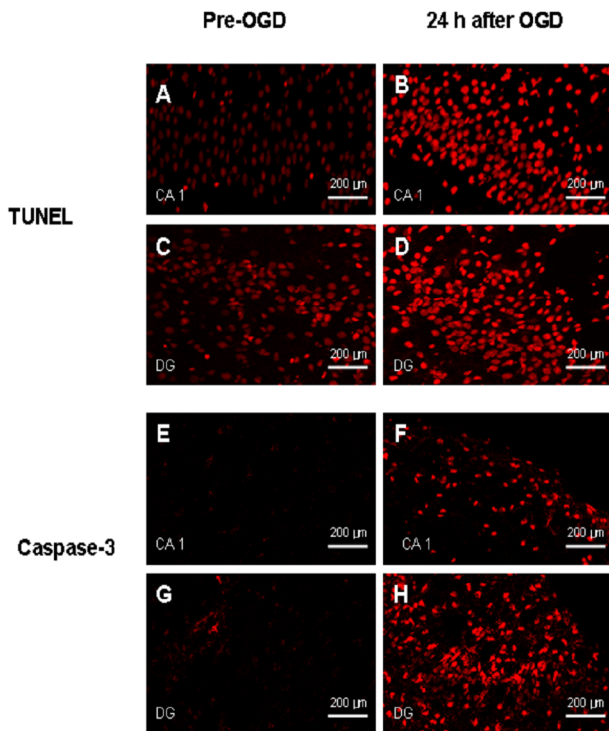 Pre-OGD 24 h after OGD
A B
200 µm 200 µm
CA 1 CA 1
TUNEL
C D
200 µm 200 µm
DG DG
E F
200 µm 200 µm
CA 1 CA 1
Caspase-3
G H
200 µm 200 µm
DG DG